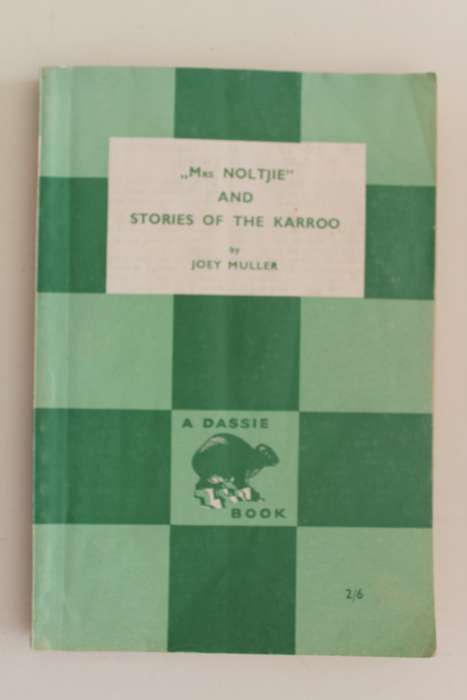 „Mrs NOLTJIE”
AND
STORIES OF THE KARROO
by
JOEY MULLER
A DASSIE
BOOK
2/6